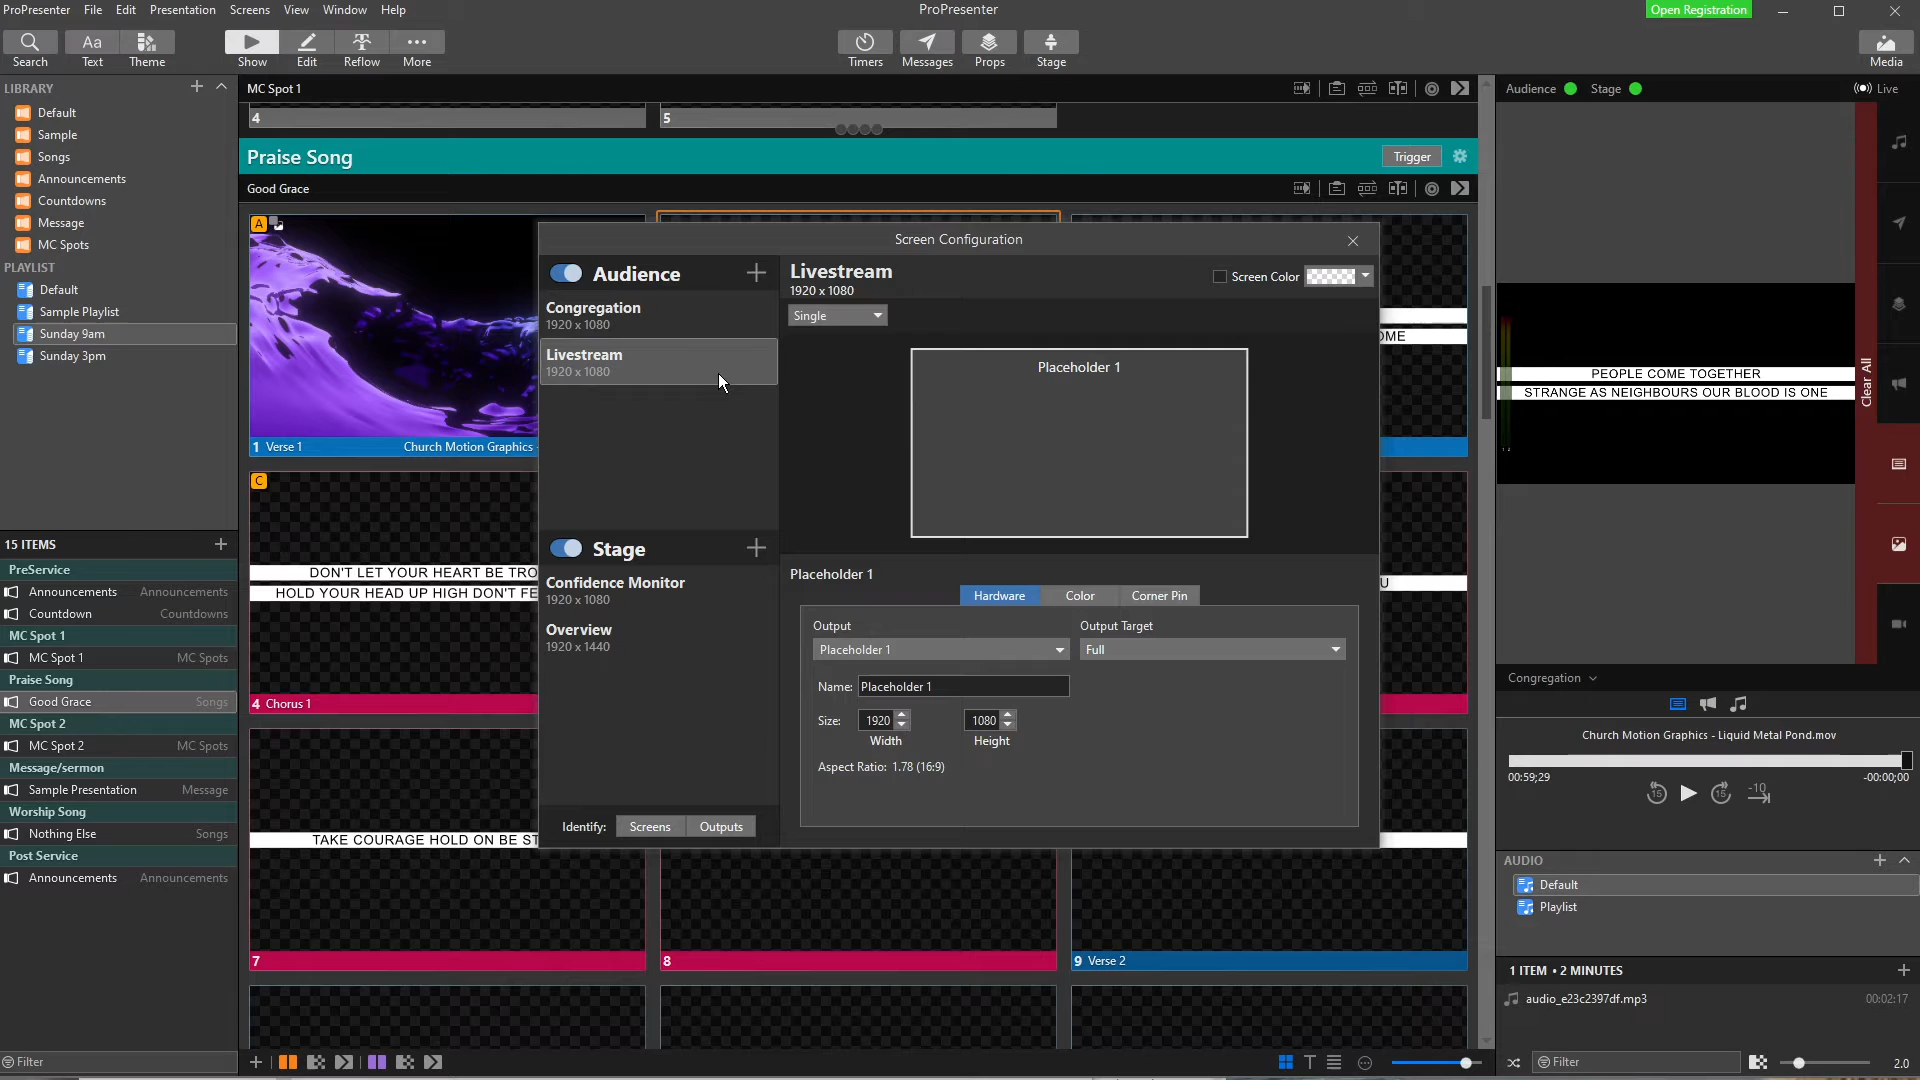 ProPresenter File Edit Presentation Screens View Window Help
ProPresenter
Open Registration
Search
Aa
Text
Theme
Show
Edit
Reflow
More
Timers
Messages
Props
Stage
Media
LIBRARY
Default
Sample
Songs
Announcements
Countdowns
Message
MC Spots
PLAYLIST
Default
Sample Playlist
Sunday 9am
Sunday 3pm
15 ITEMS
PreService
Announcements Announcements
Countdown Countdowns
MC Spot 1
MC Spot 1 MC Spots
Praise Song
Good Grace Songs
MC Spot 2
MC Spot 2 MC Spots
Message/sermon
Sample Presentation Message
Worship Song
Nothing Else Songs
Post Service
Announcements Announcements
Filter
MC Spot 1
4
5
Praise Song
Trigger
Good Grace
A
1 Verse 1 Church Motion Graphics -
OME
C
DON'T LET YOUR HEART BE TRO
HOLD YOUR HEAD UP HIGH DON'T FE
U
4 Chorus 1
TAKE COURAGE HOLD ON BE ST
7
8
9 Verse 2
Screen Configuration
Audience
Congregation
1920 x 1080
Livestream
1920 x 1080
Stage
Confidence Monitor
1920 x 1080
Overview
1920 x 1440
Identify: Screens Outputs
Livestream
1920 x 1080
Screen Color
Single
Placeholder 1
Placeholder 1
Hardware Color Corner Pin
Output
Placeholder 1
Output Target
Full
Name: Placeholder 1
Size: 1920 1080
Width Height
Aspect Ratio: 1.78 (16:9)
Audience Stage Live
PEOPLE COME TOGETHER
STRANGE AS NEIGHBOURS OUR BLOOD IS ONE
Clear All
Congregation
Church Motion Graphics - Liquid Metal Pond.mov
00:59;29 -00:00;00
15 15 -10
AUDIO
Default
Playlist
1 ITEM • 2 MINUTES
audio_e23c2397df.mp3 00:02:17
Filter
2.0